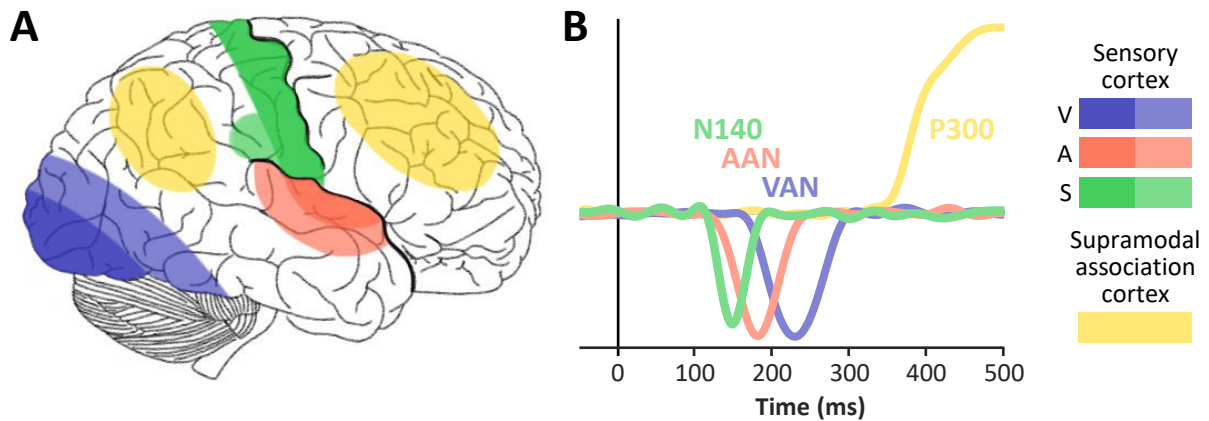 A
B
N140
AAN
VAN
P300
0
100
200
300
400
500
Time (ms)
Sensory
cortex
V
A
S
Supramodal
association
cortex